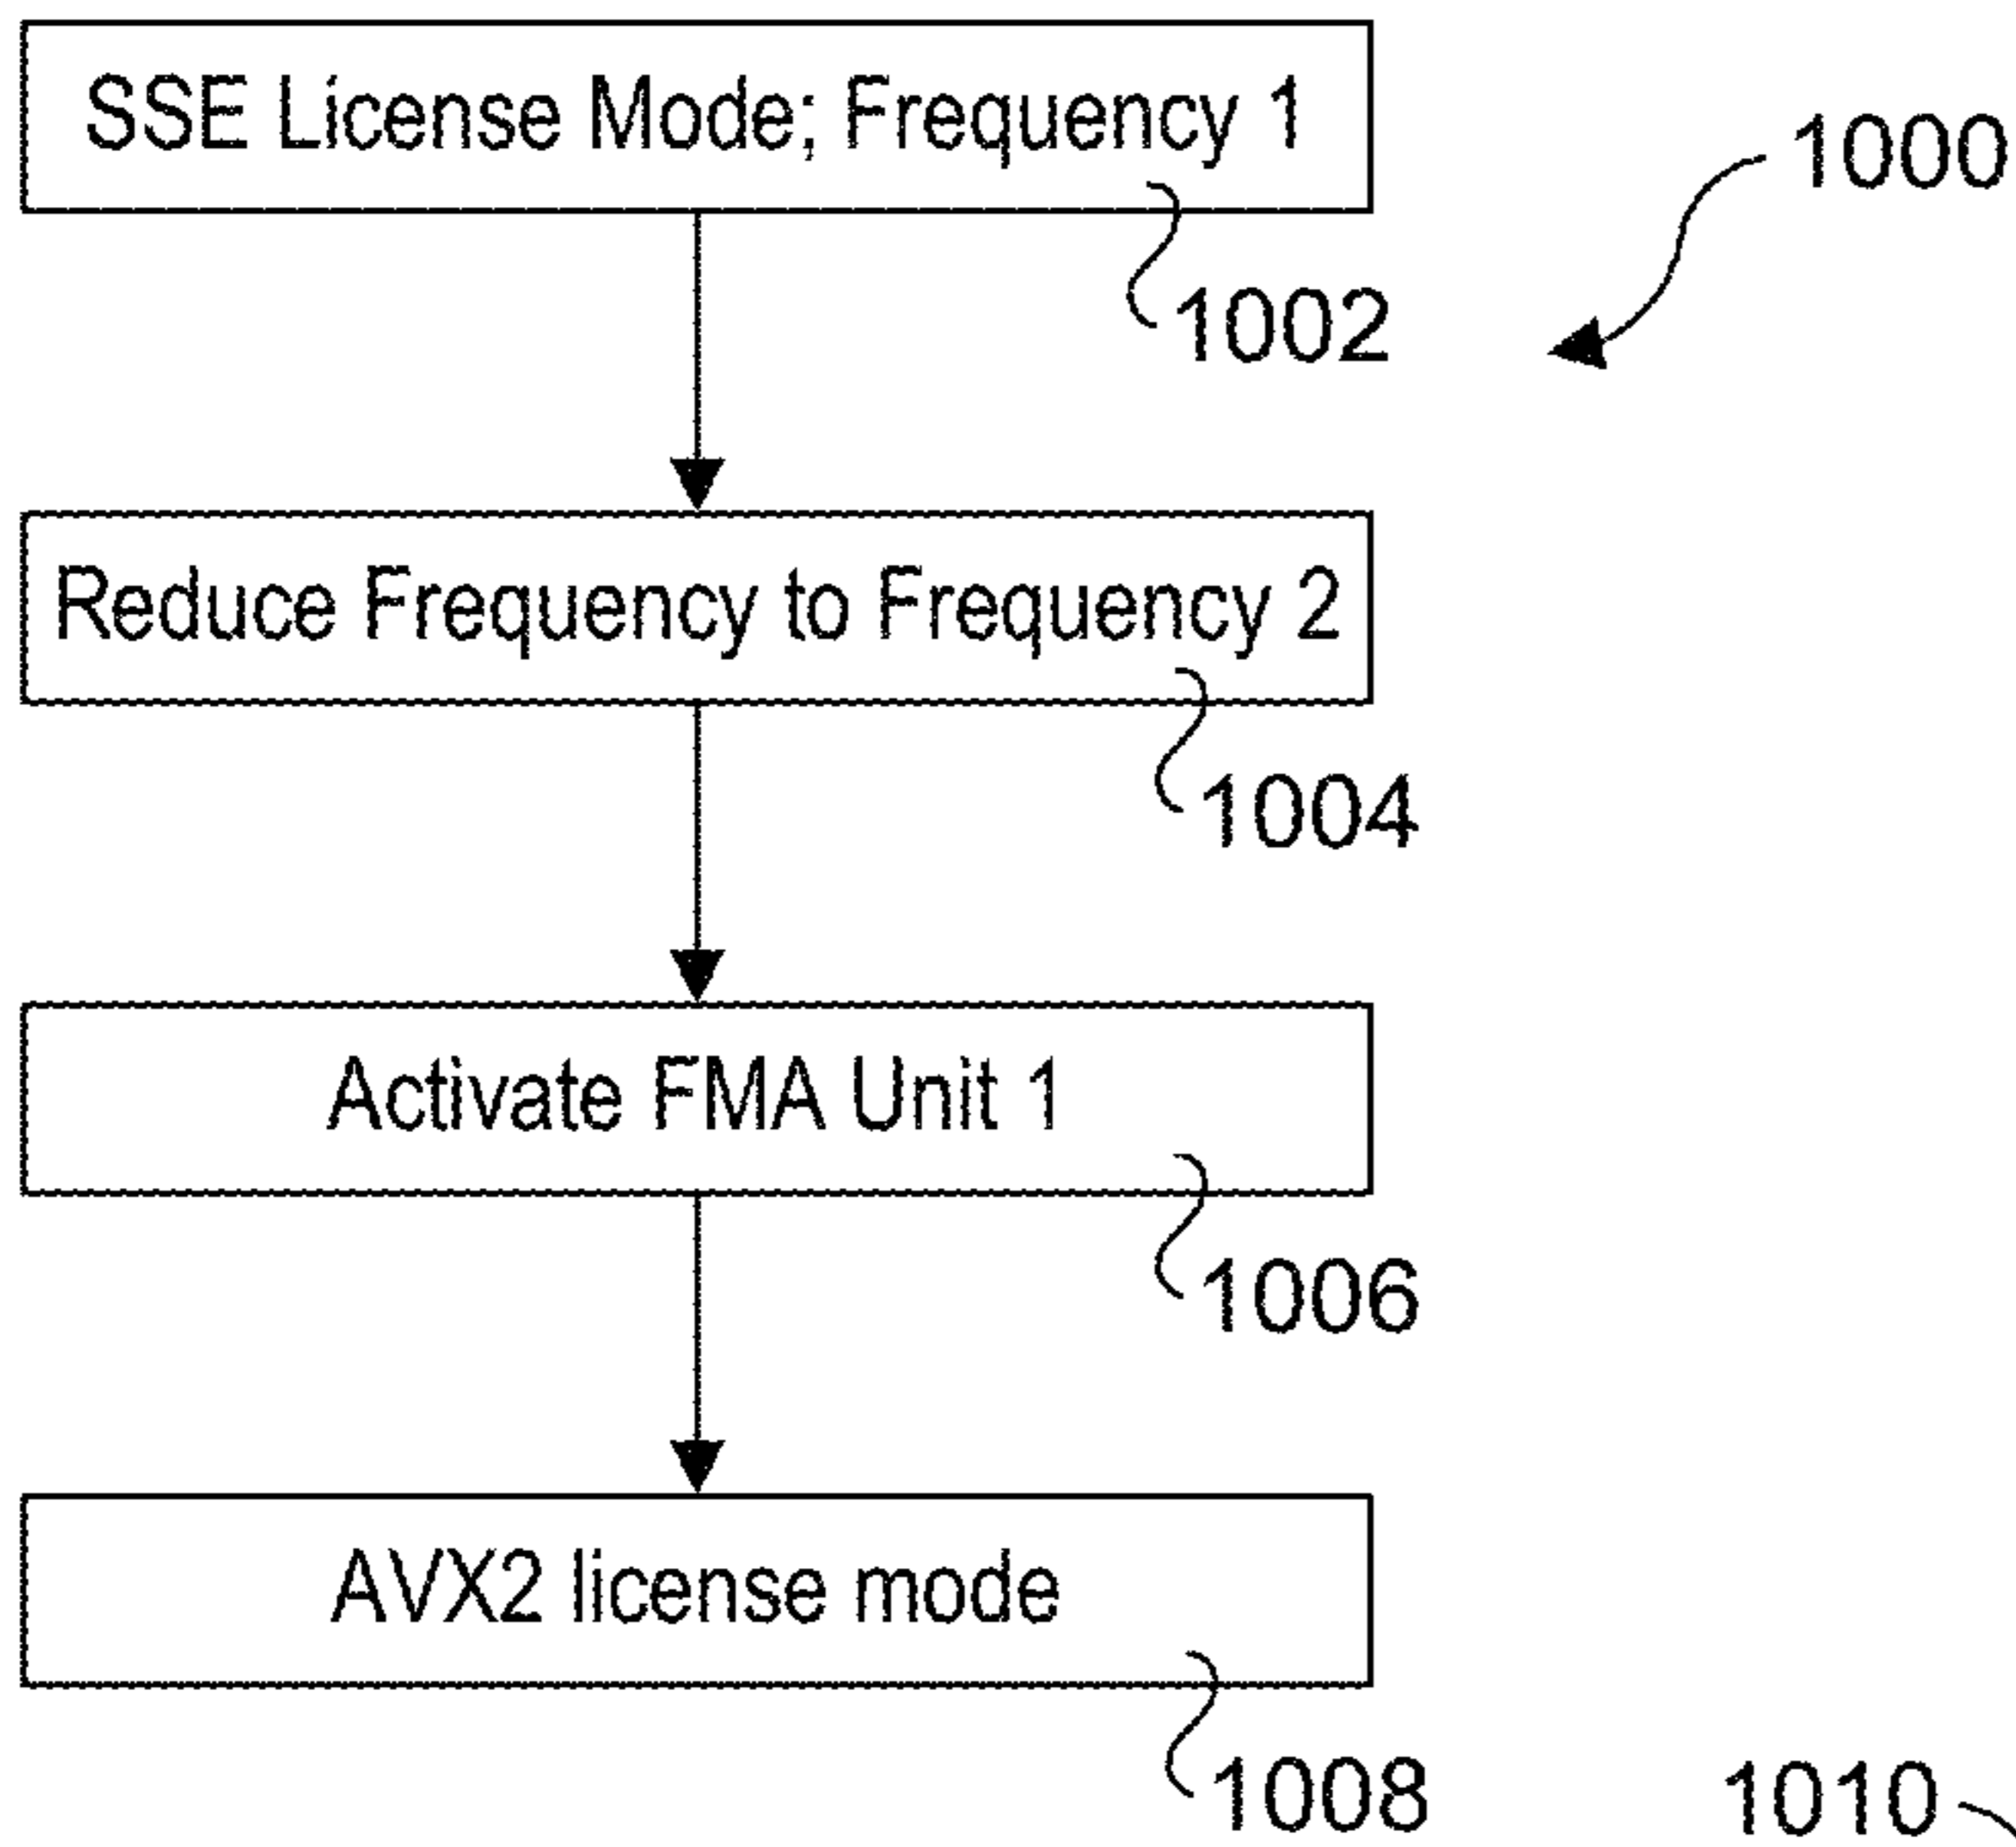 SSE License Mode; Frequency 1
1000
1002
Reduce Frequency to Frequency 2
1004
Activate FMA Unit 1
1006
AVX2 license mode
1008
1010